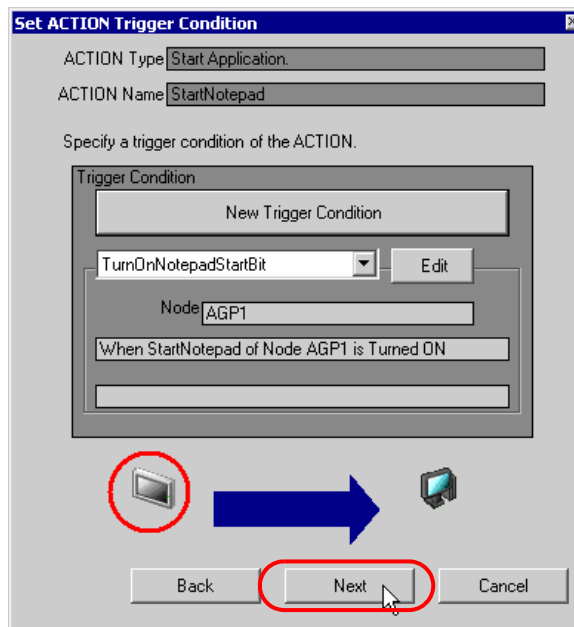 Set ACTION Trigger Condition
ACTION Type Start Application.
ACTION Name StartNotepad
Specify a trigger condition of the ACTION.
Trigger Condition
New Trigger Condition
TurnOnNotepadStartBit Edit
Node AGP1
When StartNotepad of Node AGP1 is Turned ON
Back Next Cancel